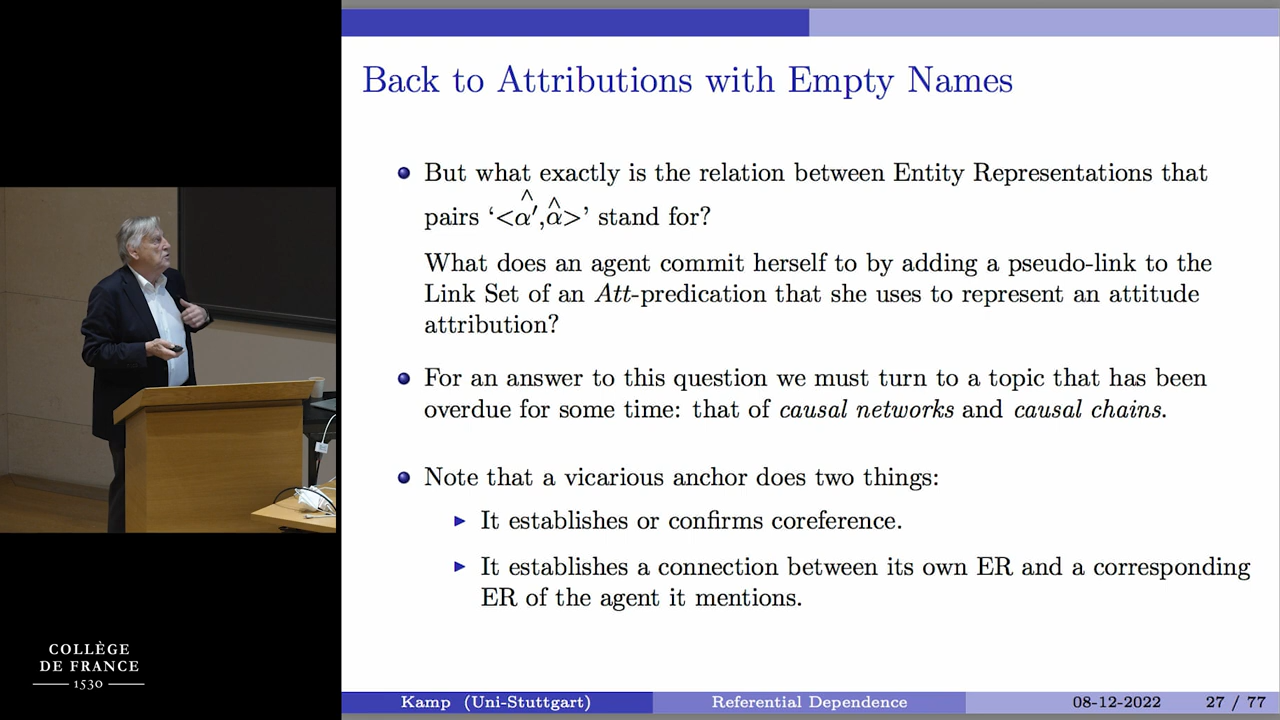 Back to Attributions with Empty Names
But what exactly is the relation between Entity Representations that
pairs ‘<α̂′,α̂>’ stand for?
What does an agent commit herself to by adding a pseudo-link to the
Link Set of an Att-predication that she uses to represent an attitude
attribution?
For an answer to this question we must turn to a topic that has been
overdue for some time: that of causal networks and causal chains.
Note that a vicarious anchor does two things:
It establishes or confirms coreference.
It establishes a connection between its own ER and a corresponding
ER of the agent it mentions.
COLLÈGE
DE FRANCE
1530
Kamp (Uni-Stuttgart) Referential Dependence 08-12-2022 27 / 77